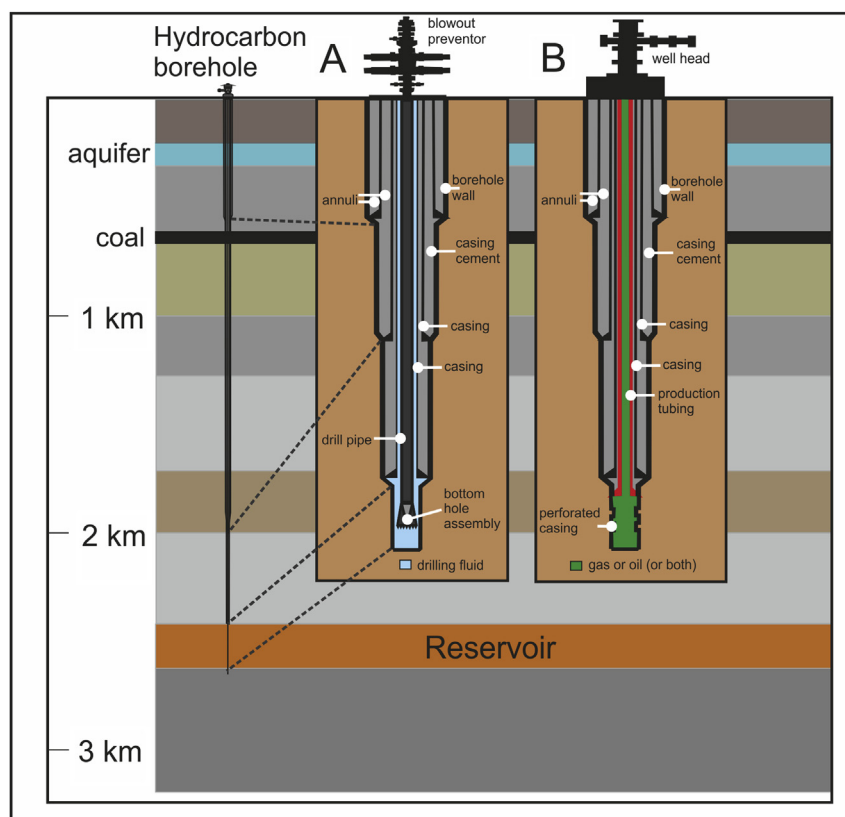 Hydrocarbon
borehole
A
blowout
preventor
B
well head
aquifer
coal
1 km
2 km
3 km
annuli
borehole
wall
casing
cement
casing
casing
drill pipe
bottom
hole
assembly
drilling fluid
annuli
borehole
wall
casing
cement
casing
casing
production
tubing
perforated
casing
gas or oil (or both)
Reservoir